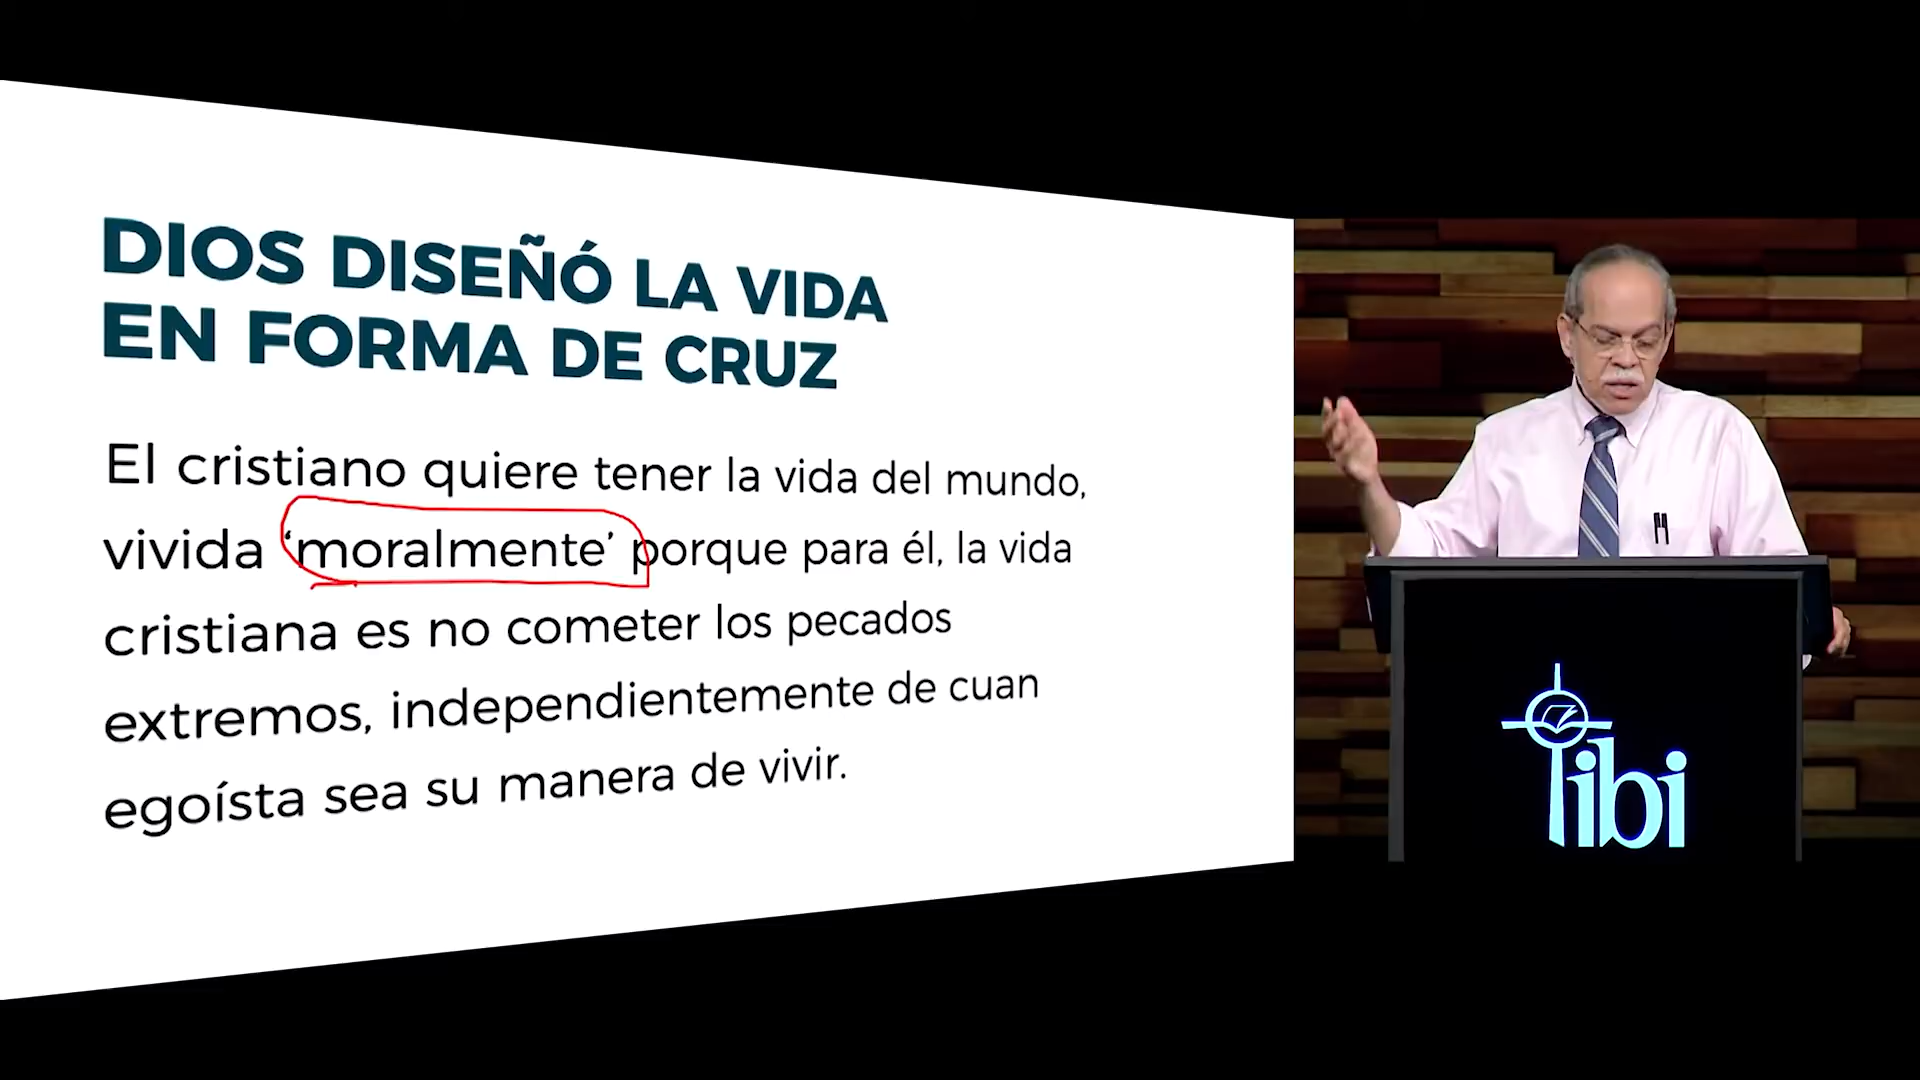 DIOS DISEÑÓ LA VIDA
EN FORMA DE CRUZ
El cristiano quiere tener la vida del mundo,
vivida ‘moralmente’ porque para él, la vida
cristiana es no cometer los pecados
extremos, independientemente de cuan
egoísta sea su manera de vivir.
ibi